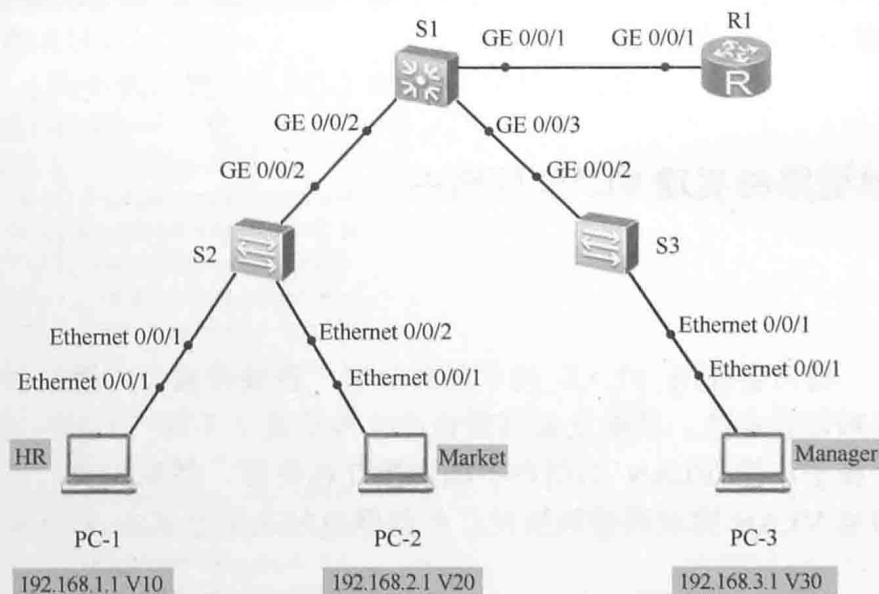 S1
R1
GE 0/0/1
GE 0/0/1
GE 0/0/2
GE 0/0/3
GE 0/0/2
GE 0/0/2
S2
S3
Ethernet 0/0/1
Ethernet 0/0/2
Ethernet 0/0/1
Ethernet 0/0/1
Ethernet 0/0/1
Ethernet 0/0/1
HR
Market
Manager
PC-1
PC-2
PC-3
192.168.1.1 V10
192.168.2.1 V20
192.168.3.1 V30